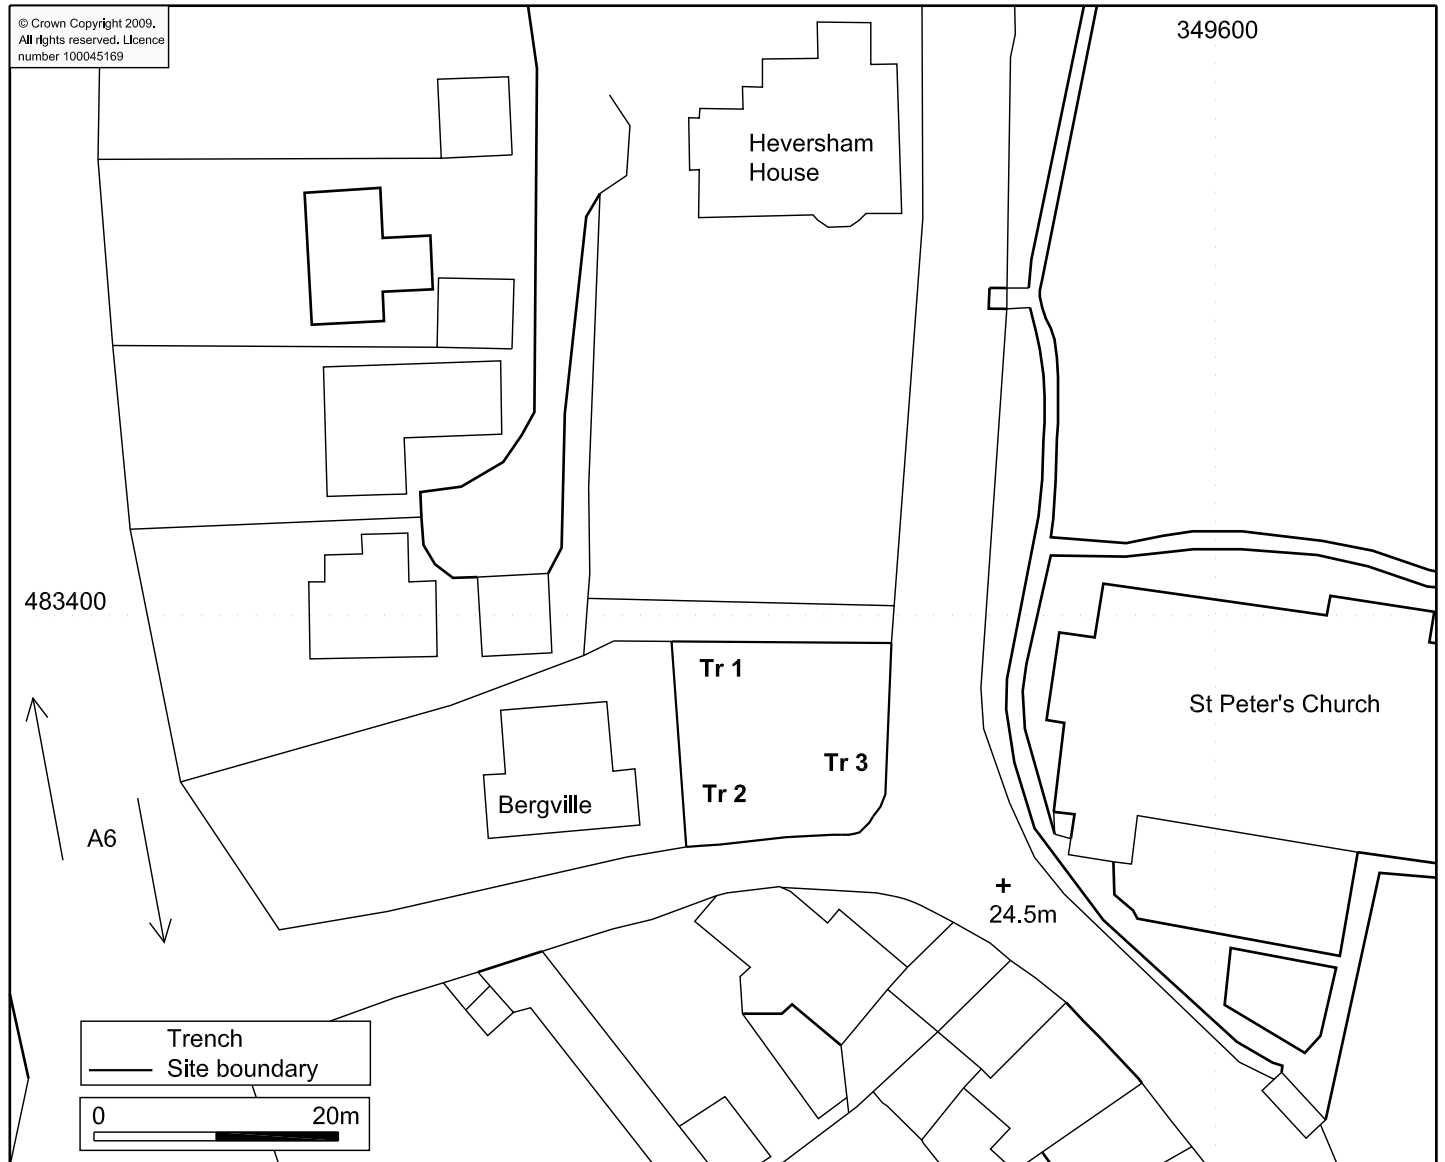 © Crown Copyright 2009.
All rights reserved. Licence
number 100045169
349600
Heversham
House
483400
Tr 1
St Peter's Church
Tr 3
Tr 2
Bergville
A6
+
24.5m
Trench
Site boundary
0 20m